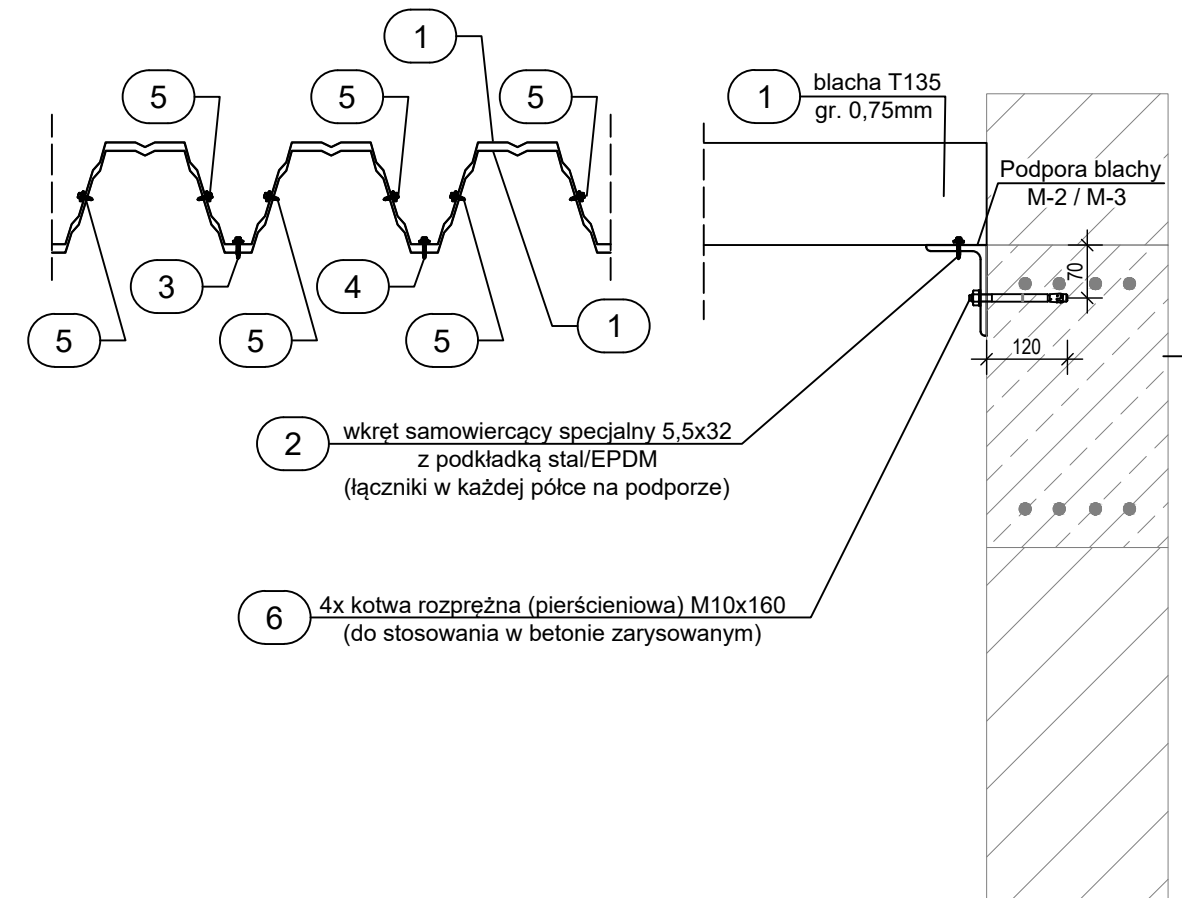 1
5
5
5
1
blacha T135
gr. 0,75mm
Podpora blachy
M-2 / M-3
70
3
4
5
5
5
1
120
2
wkręt samowiercący specjalny 5,5x32
z podkładką stal/EPDM
(łączniki w każdej półce na podporze)
6
4x kotwa rozprężna (pierścieniowa) M10x160
(do stosowania w betonie zarysowanym)